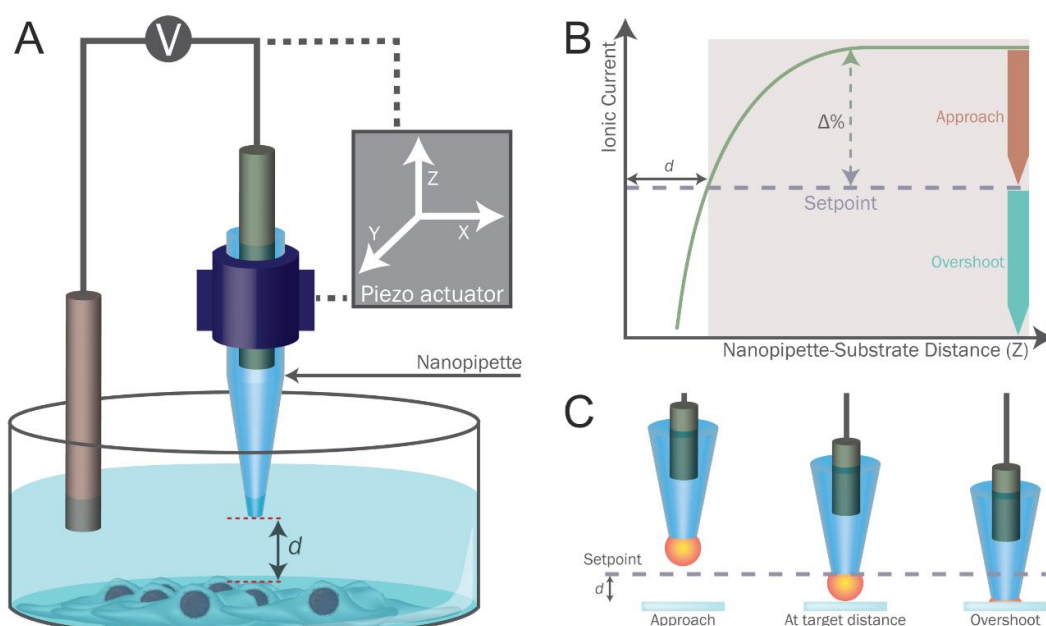 A
V
Z
Y
X
Piezo actuator
Nanopipette
d
B
Ionic Current
Δ%
d
Setpoint
Approach
Overshoot
Nanopipette-Substrate Distance (Z)
C
Setpoint
d
Approach
At target distance
Overshoot